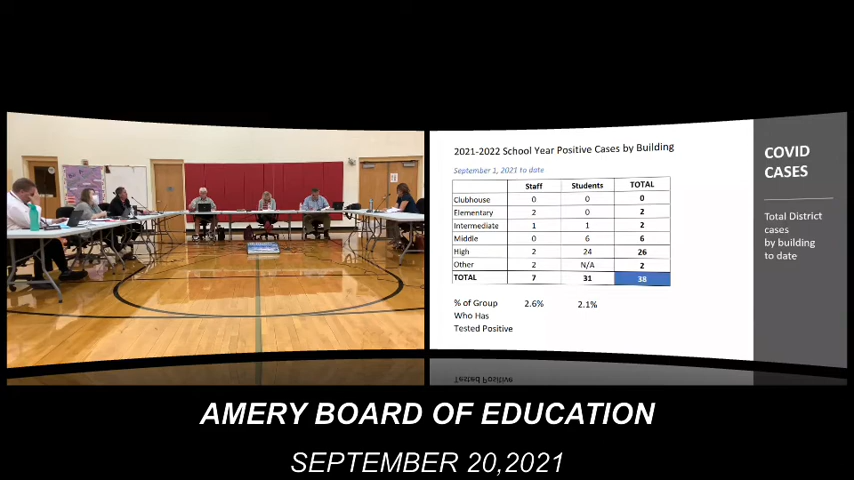 2021-2022 School Year Positive Cases by Building
September 1, 2021 to date
Staff Students TOTAL
Clubhouse 0 0 0
Elementary 2 0 2
Intermediate 1 1 2
Middle 0 6 6
High 2 24 26
Other 2 N/A 2
TOTAL 7 31 38
% of Group 2.6% 2.1%
Who Has
Tested Positive
COVID
CASES
Total District
cases
by building
to date
AMERY BOARD OF EDUCATION
SEPTEMBER 20,2021